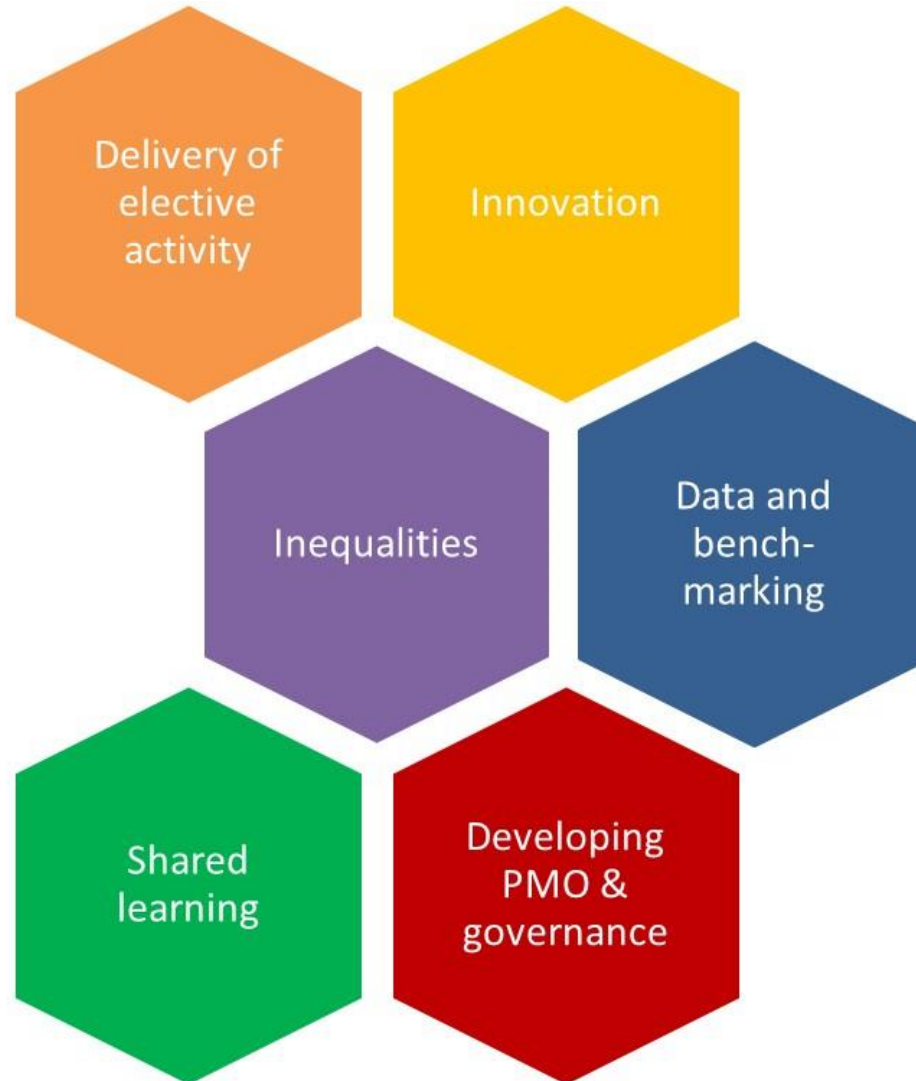 Delivery of
elective
activity
Innovation
Inequalities
Data and
bench-
marking
Shared
learning
Developing
PMO &
governance